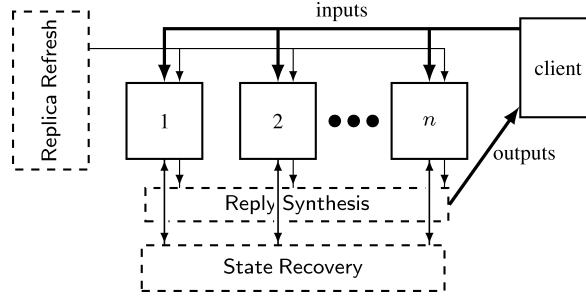 inputs
Replica Refresh
client
1
2
n
outputs
Reply Synthesis
State Recovery